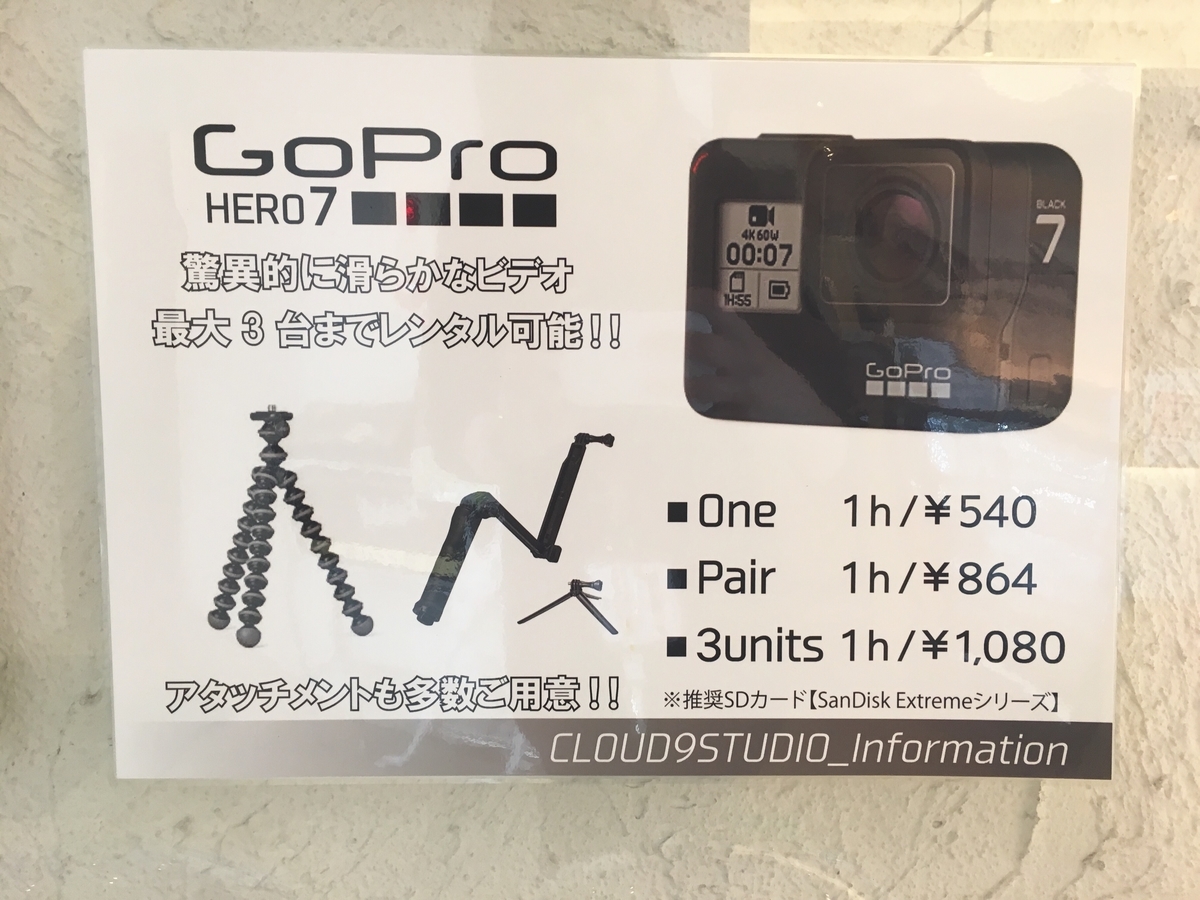 GoPro
HERO7
驚異的に滑らかなビデオ
最大 3 台までレンタル可能!!
4K 60W
00:07
1H:55
BLACK
7
GoPro
■One 1h/¥540
■Pair 1h/¥864
■3units 1h/¥1,080
アタッチメントも多数ご用意!!
※推奨SDカード【SanDisk Extremeシリーズ】
CLOUD9STUDIO_Information